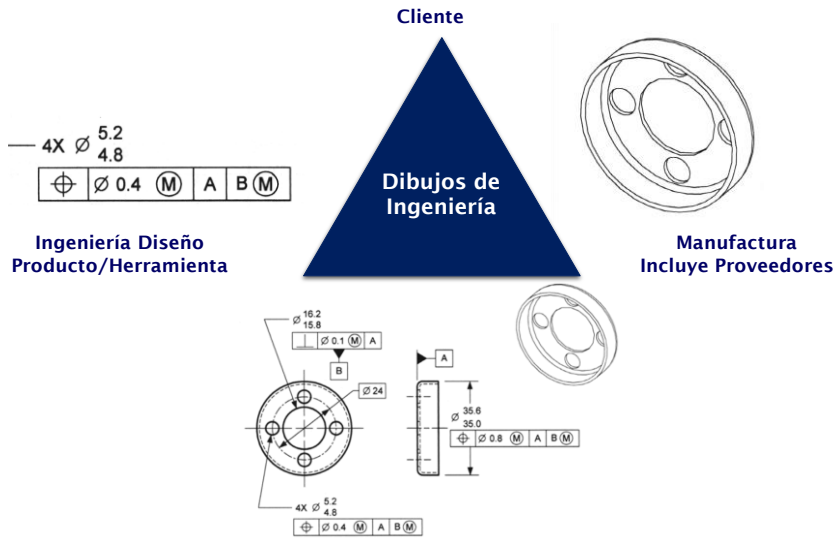 Cliente
4X ⌀ 5.2
4.8
⌖ ⌀ 0.4 Ⓜ A B Ⓜ
Dibujos de
Ingeniería
Ingeniería Diseño
Producto/Herramienta
Manufactura
Incluye Proveedores
⌀ 16.2
15.8
⟂ ⌀ 0.1 Ⓜ A
B
A
⌀ 24
⌀ 35.6
35.0
⌖ ⌀ 0.8 Ⓜ A B Ⓜ
4X ⌀ 5.2
4.8
⌖ ⌀ 0.4 Ⓜ A B Ⓜ